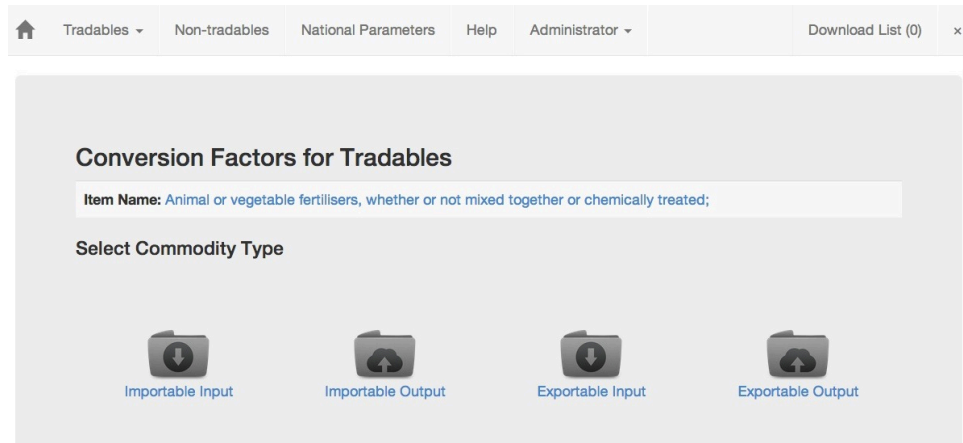 Tradables Non-tradables National Parameters Help Administrator Download List (0) ×
Conversion Factors for Tradables
Item Name: Animal or vegetable fertilisers, whether or not mixed together or chemically treated;
Select Commodity Type
Importable Input Importable Output Exportable Input Exportable Output